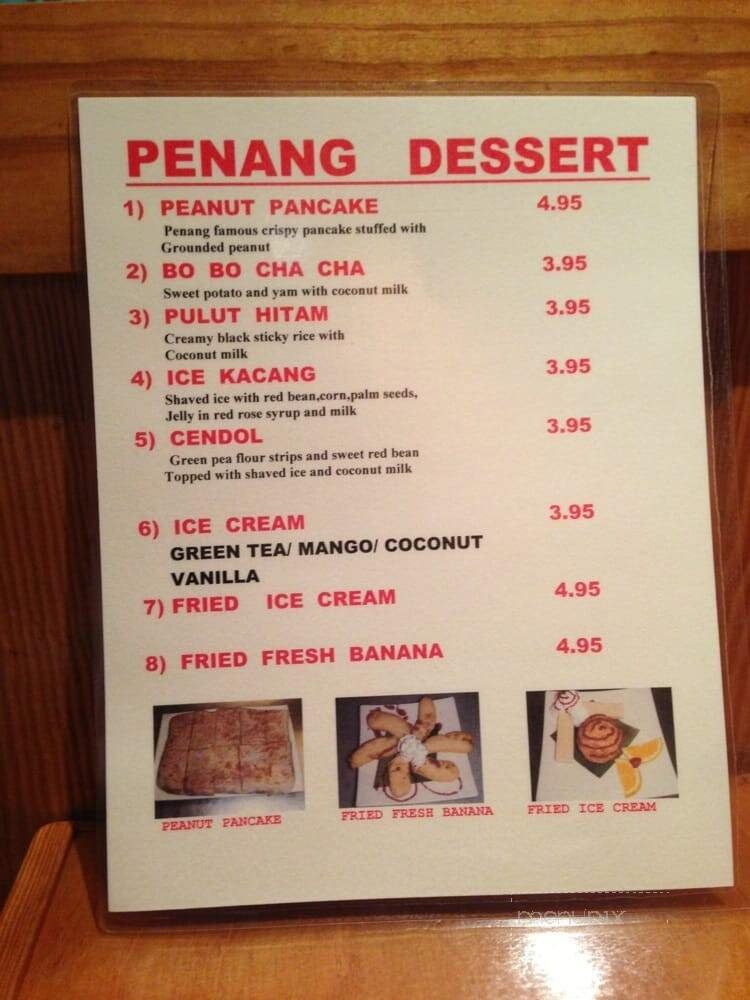 PENANG DESSERT
1) PEANUT PANCAKE 4.95
Penang famous crispy pancake stuffed with
Grounded peanut
2) BO BO CHA CHA 3.95
Sweet potato and yam with coconut milk
3) PULUT HITAM 3.95
Creamy black sticky rice with
Coconut milk
4) ICE KACANG 3.95
Shaved ice with red bean,corn,palm seeds,
Jelly in red rose syrup and milk
5) CENDOL 3.95
Green pea flour strips and sweet red bean
Topped with shaved ice and coconut milk
6) ICE CREAM 3.95
GREEN TEA/ MANGO/ COCONUT
VANILLA
7) FRIED ICE CREAM 4.95
8) FRIED FRESH BANANA 4.95
PEANUT PANCAKE
FRIED FRESH BANANA
FRIED ICE CREAM
menupix